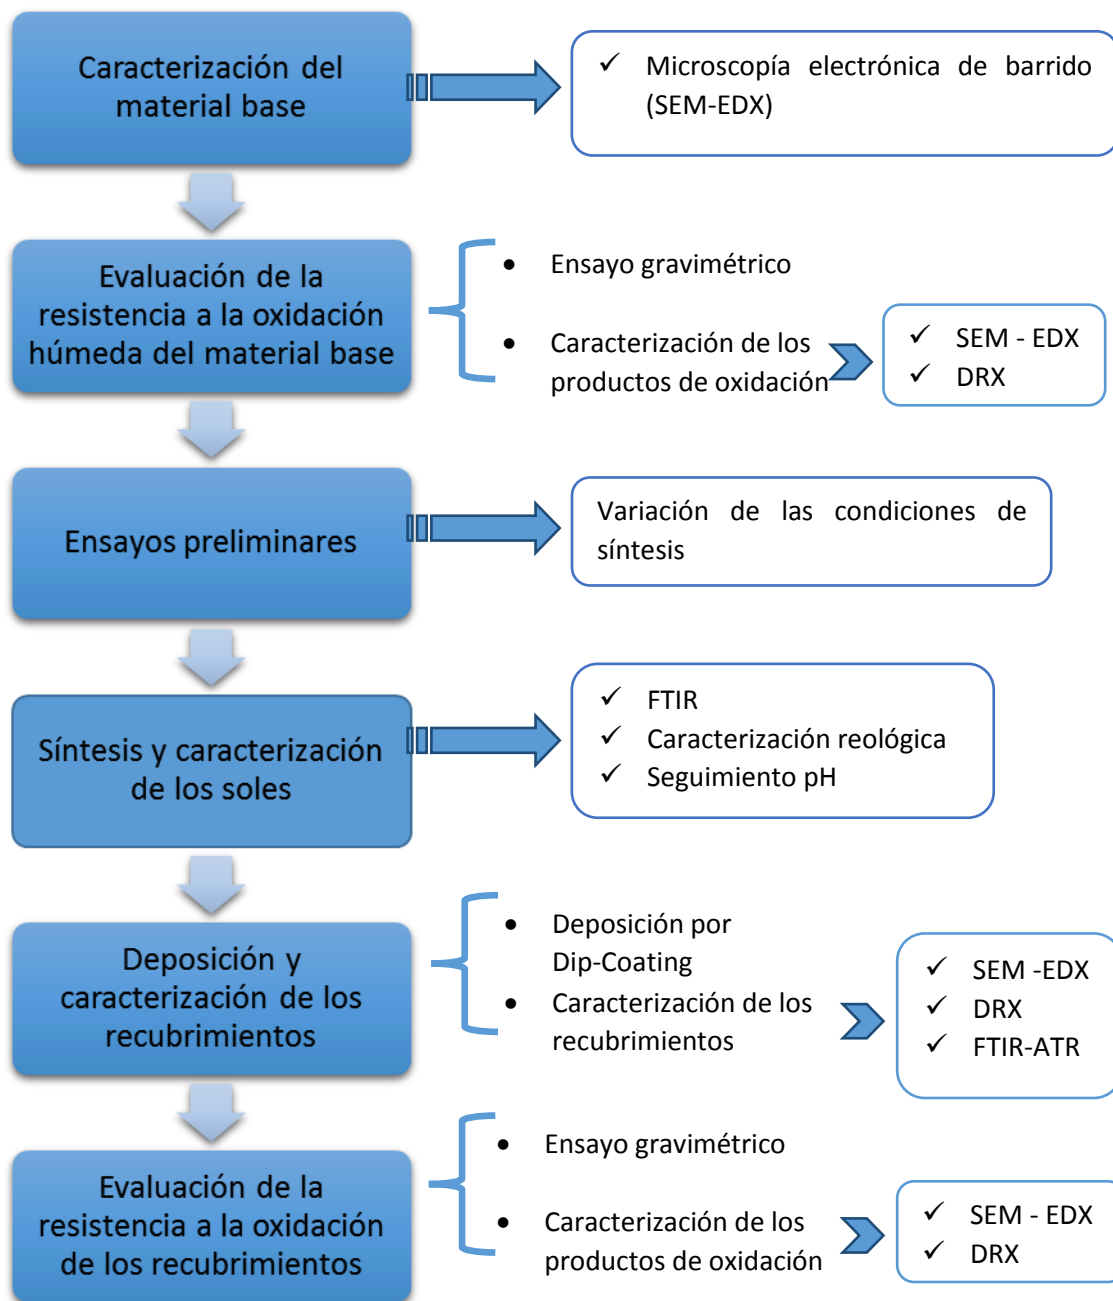 Caracterización del
material base
✓ Microscopía electrónica de barrido
(SEM-EDX)
Evaluación de la
resistencia a la oxidación
húmeda del material base
• Ensayo gravimétrico
• Caracterización de los
productos de oxidación
✓ SEM - EDX
✓ DRX
Ensayos preliminares
Variación de las condiciones de
síntesis
Síntesis y caracterización
de los soles
✓ FTIR
✓ Caracterización reológica
✓ Seguimiento pH
Deposición y
caracterización de los
recubrimientos
• Deposición por
Dip-Coating
• Caracterización de los
recubrimientos
✓ SEM -EDX
✓ DRX
✓ FTIR-ATR
Evaluación de la
resistencia a la oxidación
de los recubrimientos
• Ensayo gravimétrico
• Caracterización de los
productos de oxidación
✓ SEM - EDX
✓ DRX